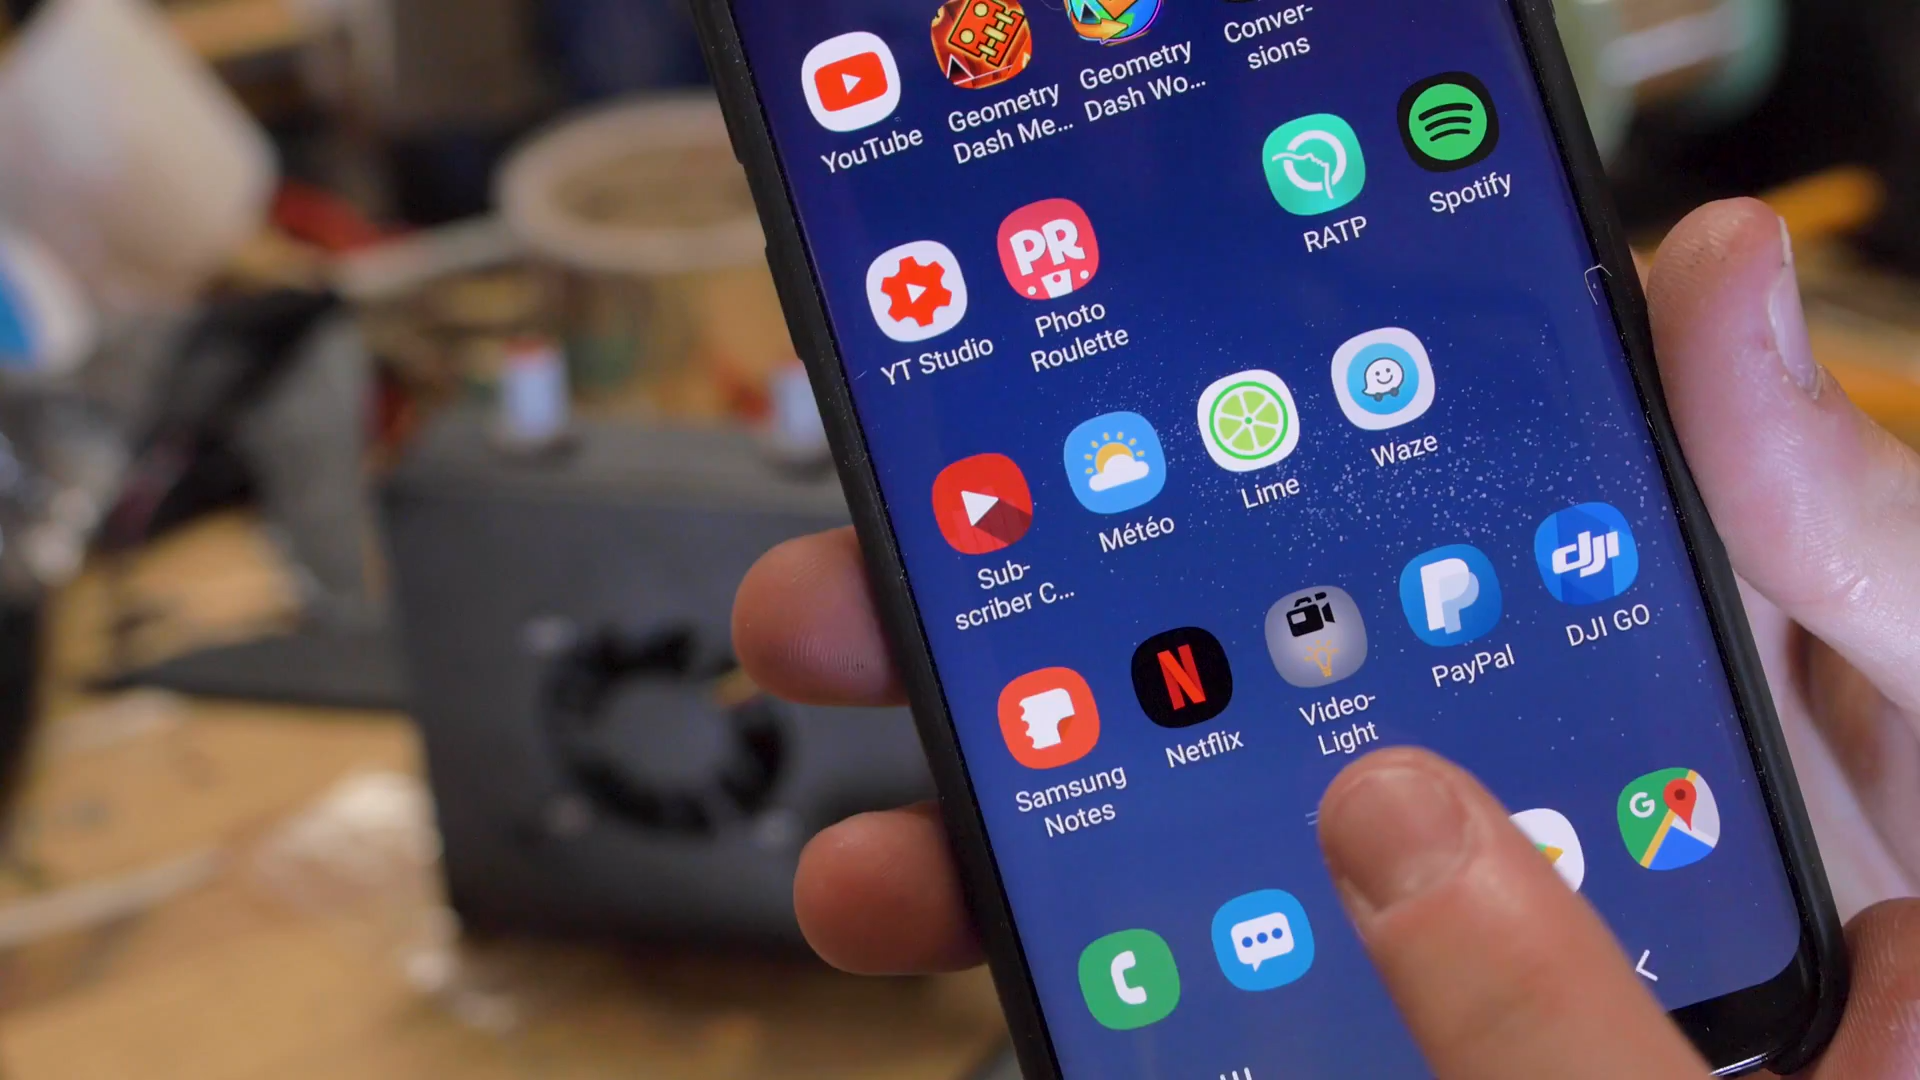 YouTube
Geometry
Dash Me...
Geometry
Dash Wo...
Conver-
sions
YT Studio
PR
Photo
Roulette
RATP
Spotify
Sub-
scriber C...
Météo
Lime
Waze
Samsung
Notes
N
Netflix
Video-
Light
P
PayPal
dji
DJI GO
G